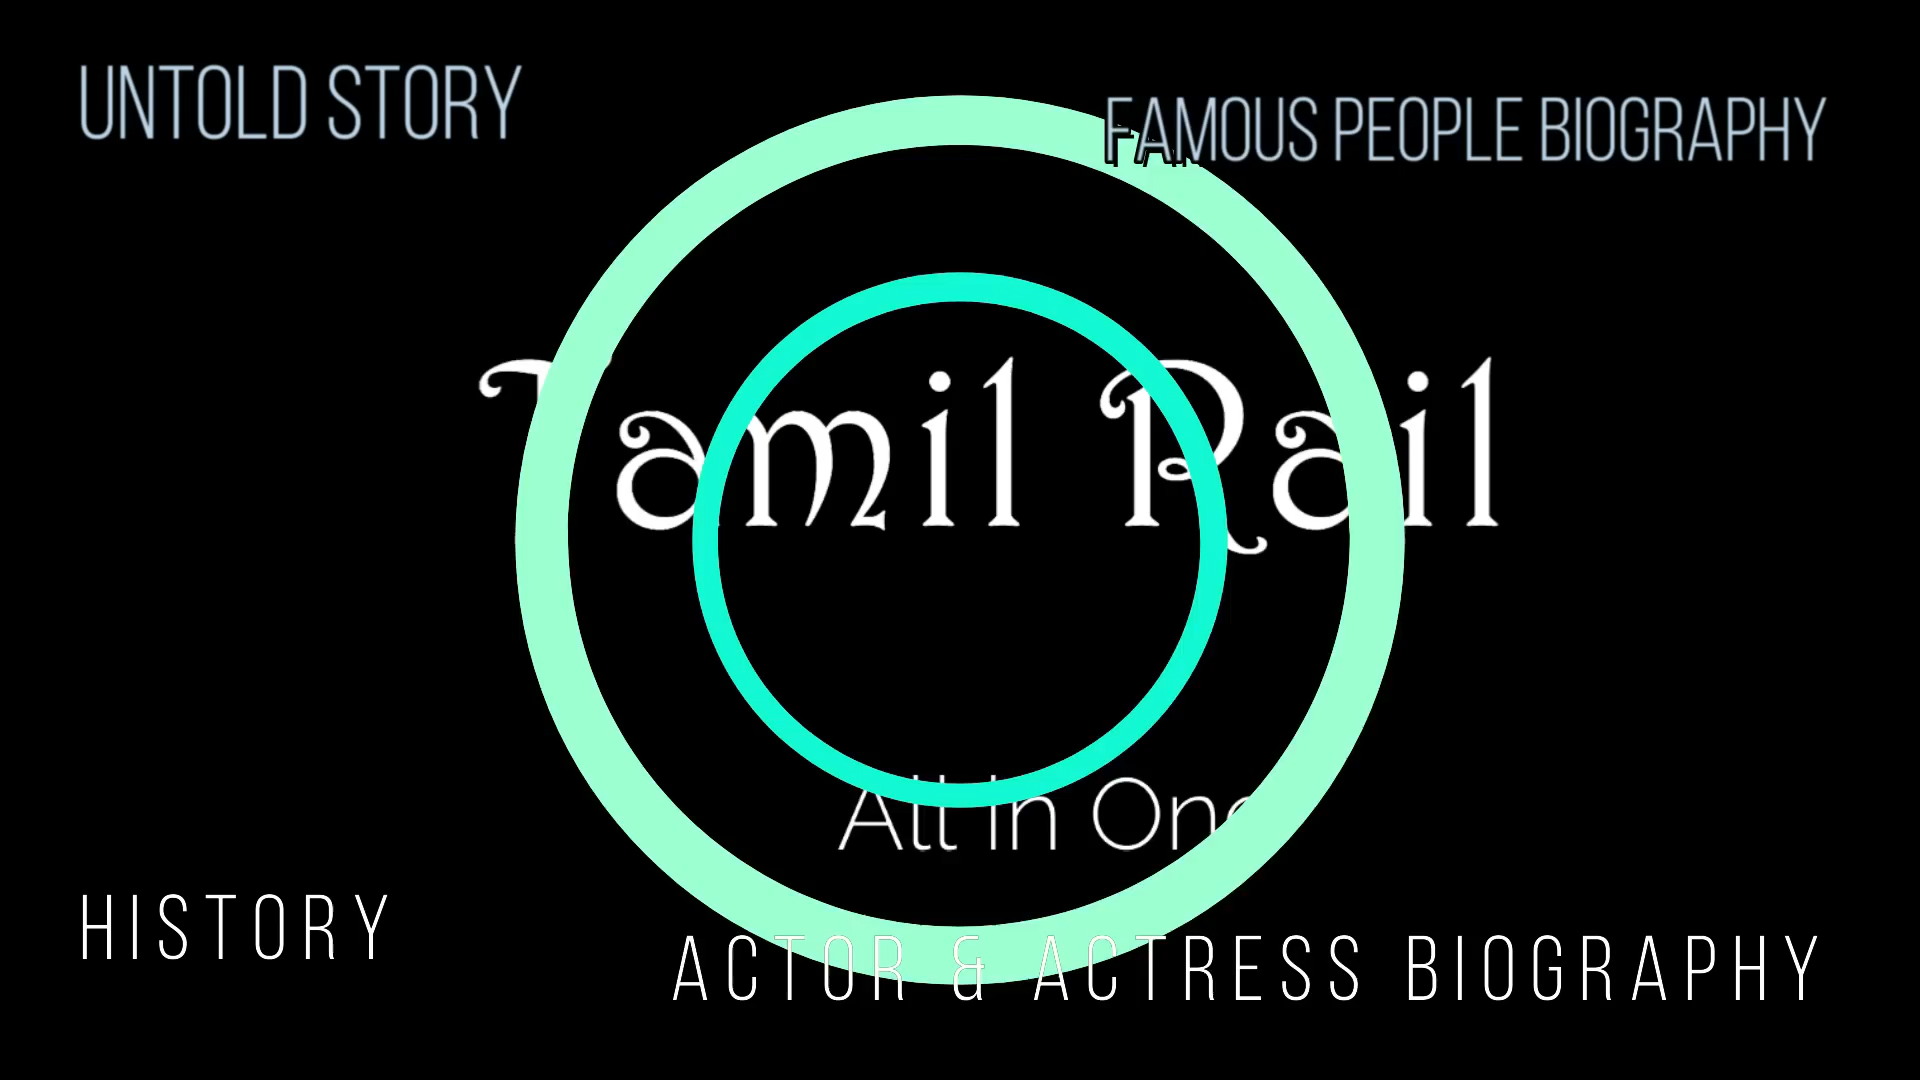 UNTOLD STORY
FAMOUS PEOPLE BIOGRAPHY
Tamil Rail
All In One
HISTORY
ACTOR & ACTRESS BIOGRAPHY